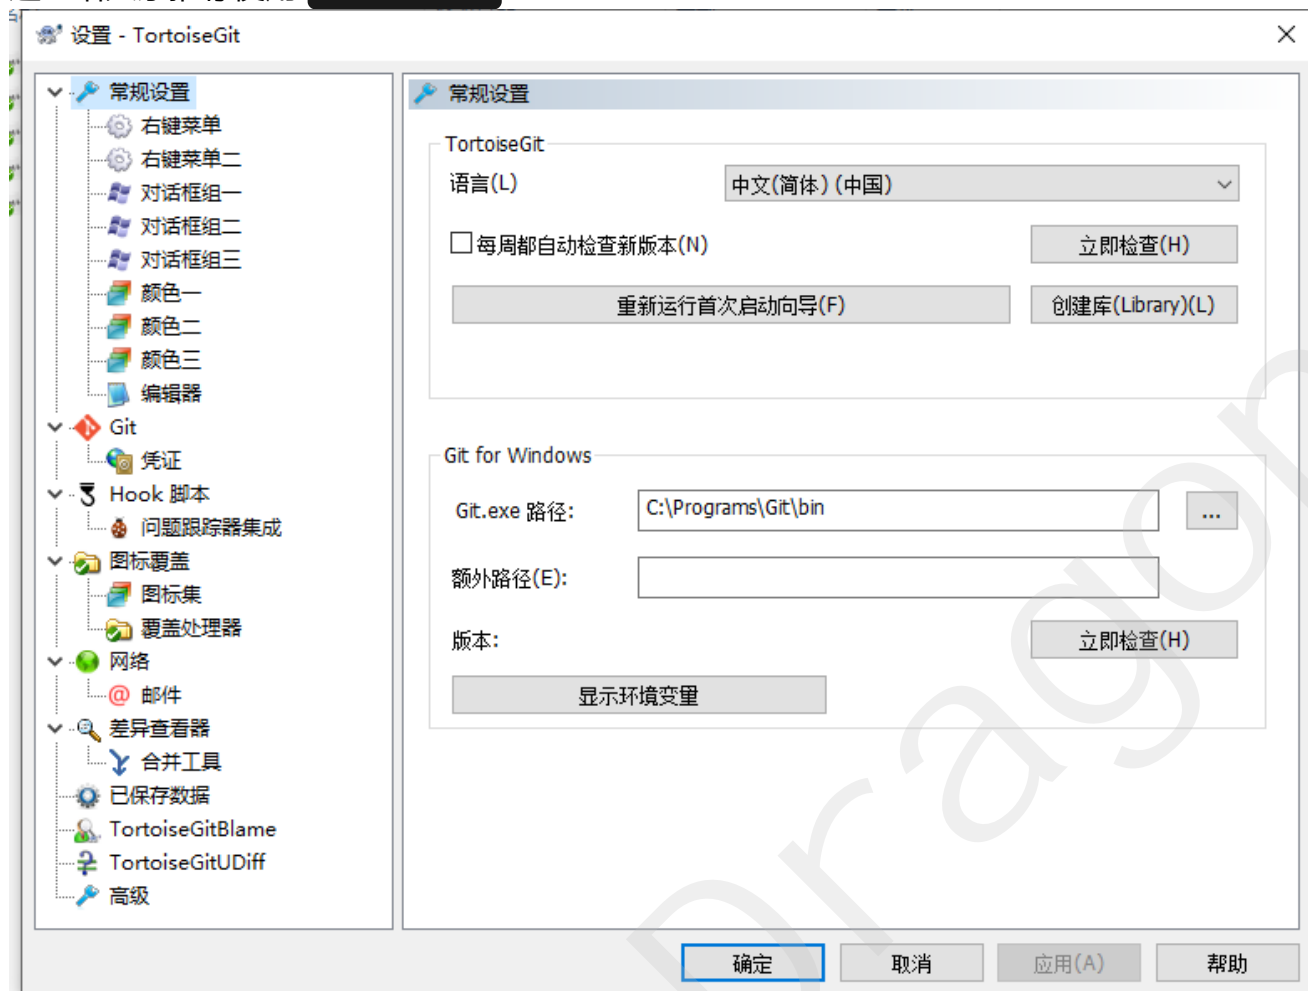 设置 - TortoiseGit
常规设置
右键菜单
右键菜单二
对话框组一
对话框组二
对话框组三
颜色一
颜色二
颜色三
编辑器
Git
凭证
Hook 脚本
问题跟踪器集成
图标覆盖
图标集
覆盖处理器
网络
邮件
差异查看器
合并工具
已保存数据
TortoiseGitBlame
TortoiseGitUDiff
高级
常规设置
TortoiseGit
语言(L)
中文(简体) (中国)
每周都自动检查新版本(N)
立即检查(H)
重新运行首次启动向导(F)
创建库(Library)(L)
Git for Windows
Git.exe 路径:
C:\Programs\Git\bin
...
额外路径(E):
版本:
立即检查(H)
显示环境变量
确定
取消
应用(A)
帮助
Dragon